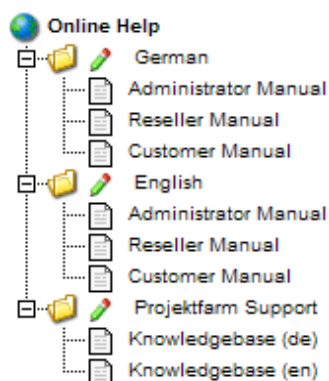 Online Help
German
Administrator Manual
Reseller Manual
Customer Manual
English
Administrator Manual
Reseller Manual
Customer Manual
Projektfarm Support
Knowledgebase (de)
Knowledgebase (en)